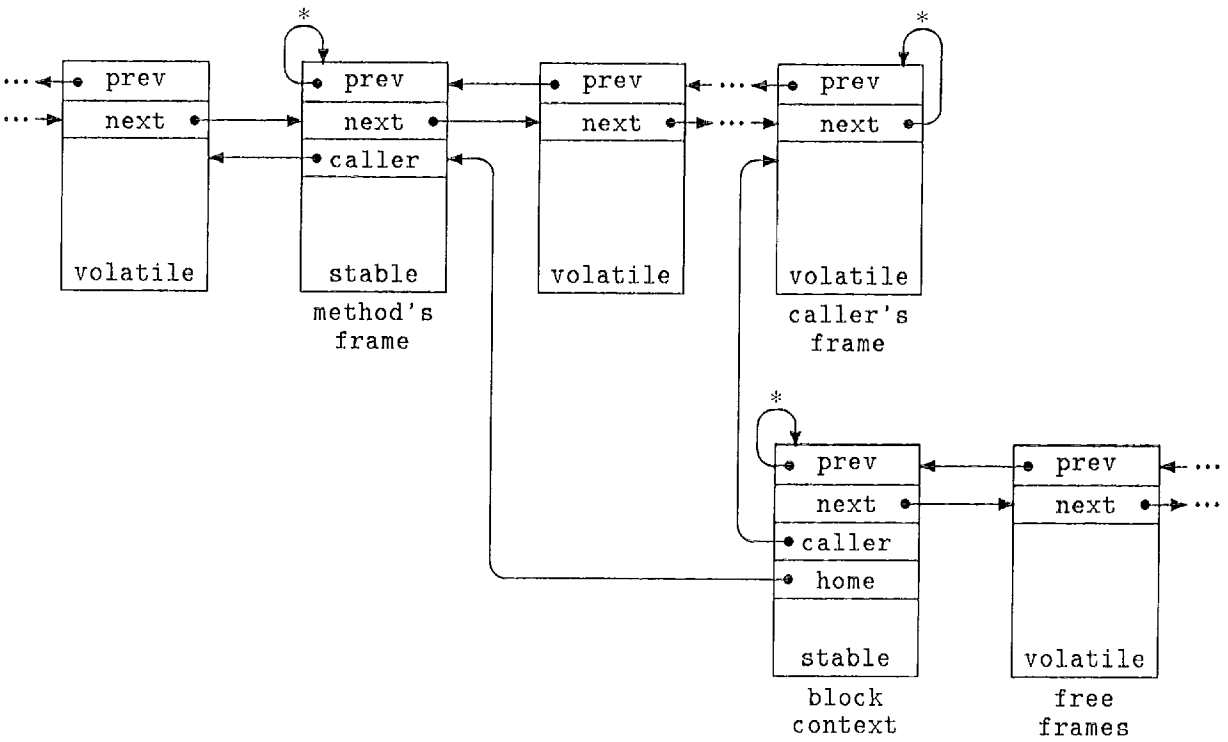 * *
··· prev prev prev ··· prev
··· next next next ··· next
caller
volatile stable volatile volatile
method's caller's
frame frame
*
prev prev ···
next next ···
caller
home
stable volatile
block free
context frames